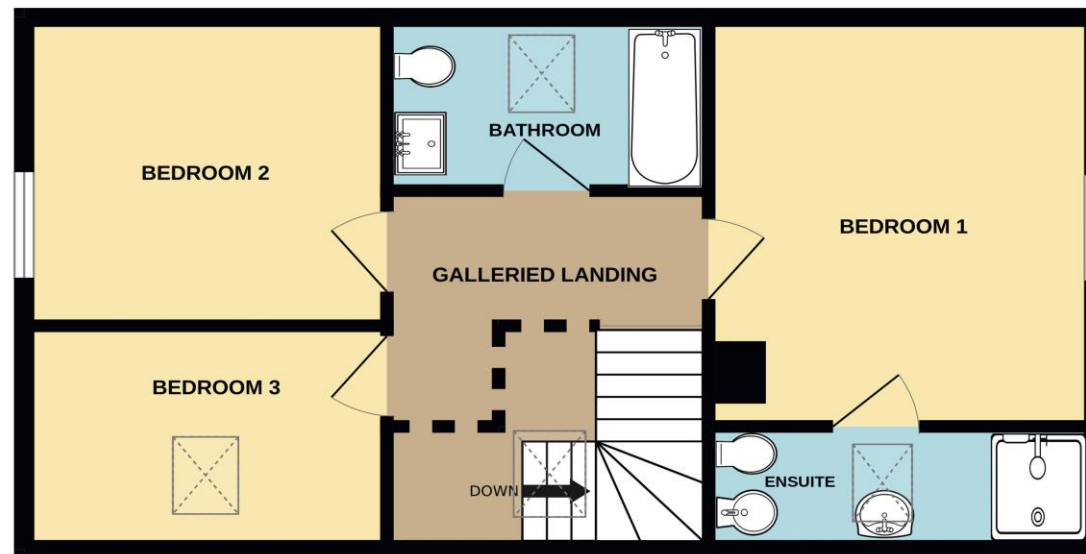 BATHROOM
BEDROOM 2
BEDROOM 1
GALLERIED LANDING
BEDROOM 3
ENSUITE
DOWN